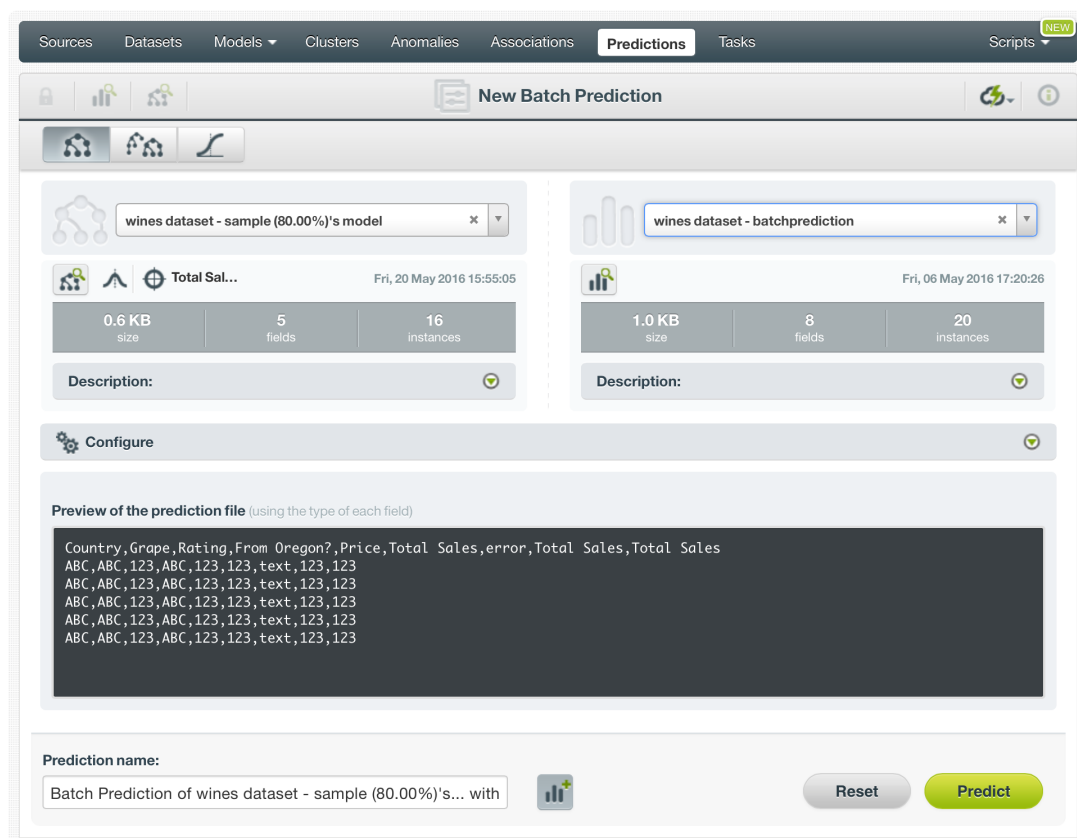 NEW
Sources Datasets Models Clusters Anomalies Associations Predictions Tasks Scripts
New Batch Prediction
wines dataset - sample (80.00%)'s model
wines dataset - batchprediction
Total Sal... Fri, 20 May 2016 15:55:05
Fri, 06 May 2016 17:20:26
0.6 KB 5 16
size fields instances
1.0 KB 8 20
size fields instances
Description:
Description:
Configure
Preview of the prediction file (using the type of each field)
Country,Grape,Rating,From Oregon?,Price,Total Sales,error,Total Sales,Total Sales
ABC,ABC,123,ABC,123,123,text,123,123
ABC,ABC,123,ABC,123,123,text,123,123
ABC,ABC,123,ABC,123,123,text,123,123
ABC,ABC,123,ABC,123,123,text,123,123
ABC,ABC,123,ABC,123,123,text,123,123
Prediction name:
Batch Prediction of wines dataset - sample (80.00%)'s... with
Reset Predict